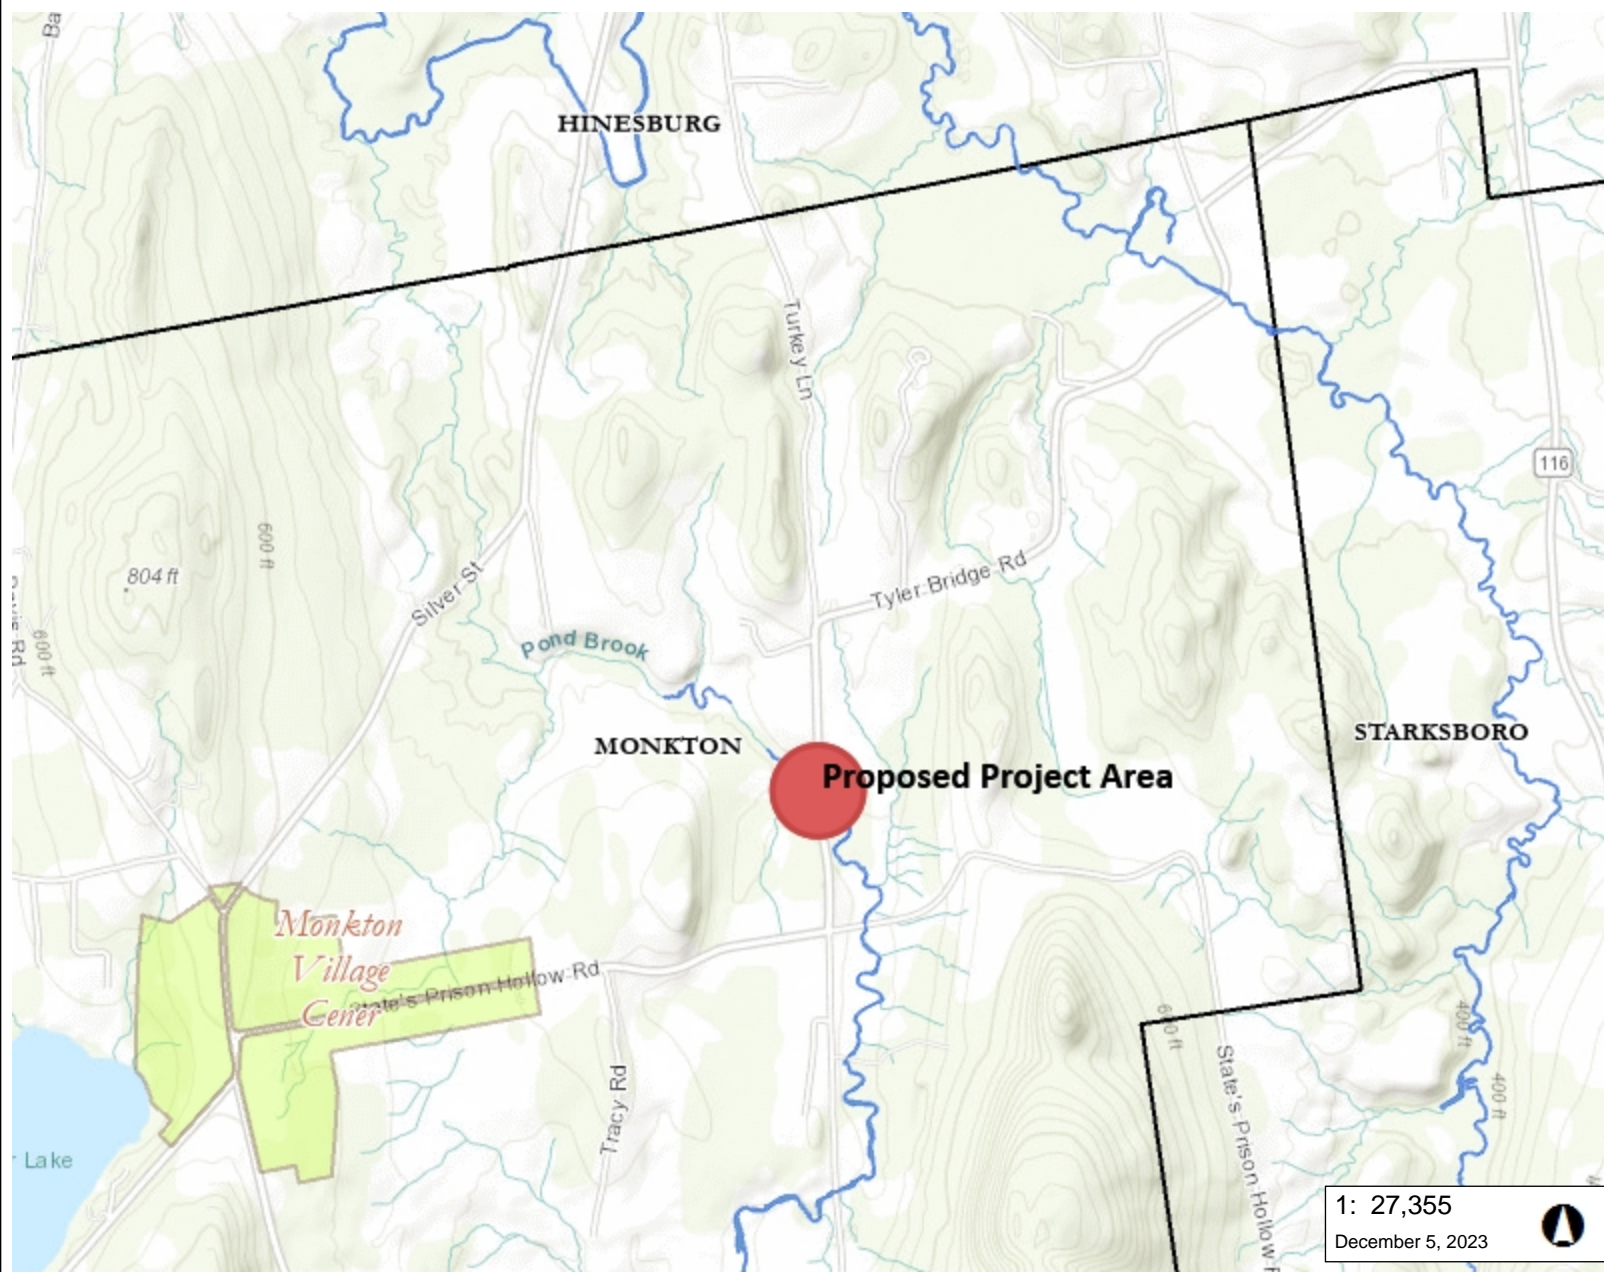 Ba
HINESBURG
Turkey Ln
116
600 ft
804 ft
Silver St
Tyler Bridge Rd
600 ft
Pond Brook
MONKTON
STARKSBORO
Proposed Project Area
Monkton
Village
Cener
State's Prison Hollow Rd
600 ft
400 ft
400 ft
Tracy Rd
State's Prison Hollow
Lake
1: 27,355
December 5, 2023